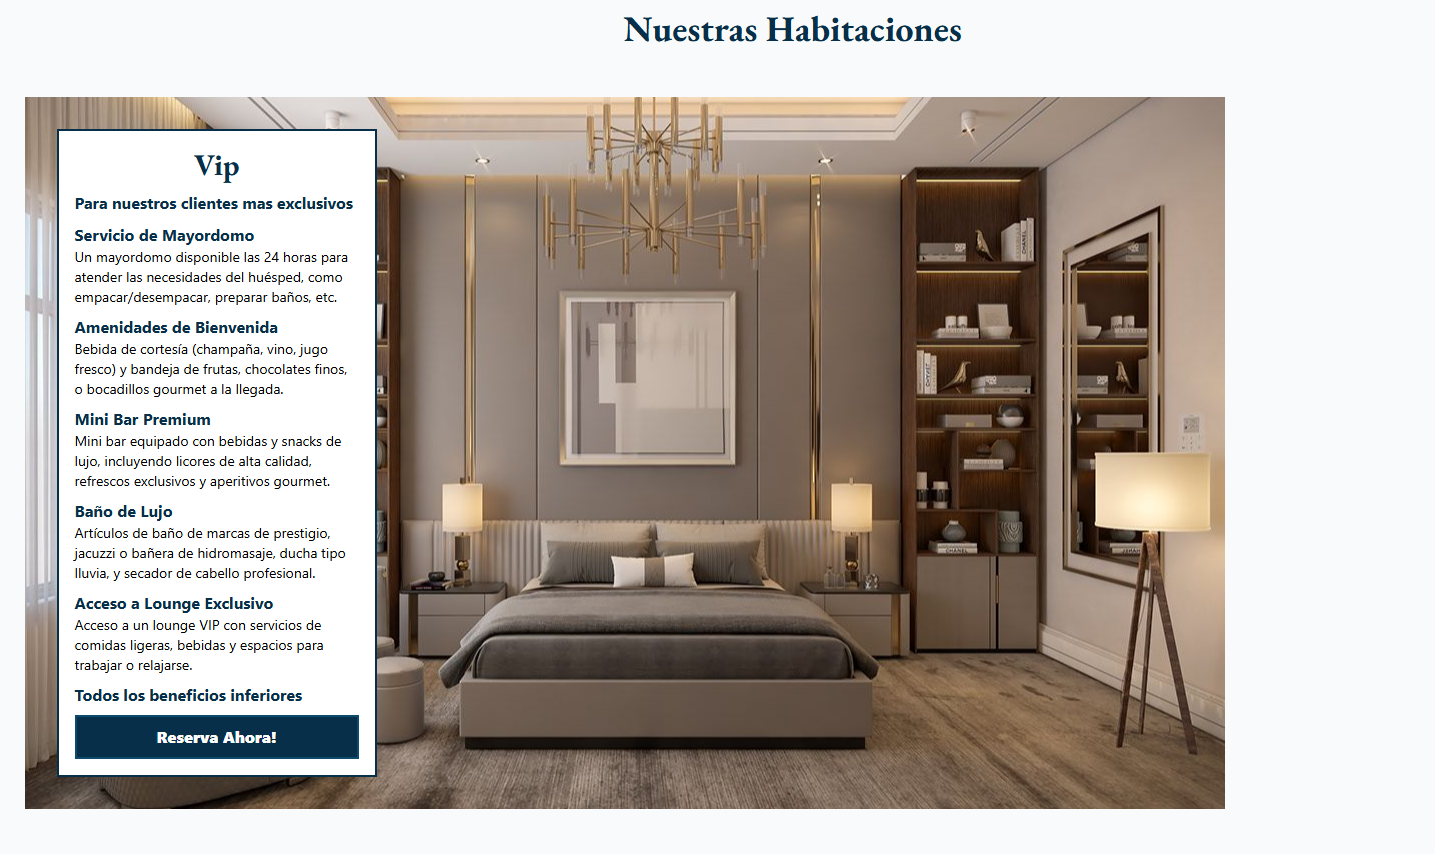 Nuestras Habitaciones
Vip
Para nuestros clientes mas exclusivos
Servicio de Mayordomo
Un mayordomo disponible las 24 horas para
atender las necesidades del huésped, como
empacar/desempacar, preparar baños, etc.
Amenidades de Bienvenida
Bebida de cortesía (champaña, vino, jugo
fresco) y bandeja de frutas, chocolates finos,
o bocadillos gourmet a la llegada.
Mini Bar Premium
Mini bar equipado con bebidas y snacks de
lujo, incluyendo licores de alta calidad,
refrescos exclusivos y aperitivos gourmet.
Baño de Lujo
Artículos de baño de marcas de prestigio,
jacuzzi o bañera de hidromasaje, ducha tipo
lluvia, y secador de cabello profesional.
Acceso a Lounge Exclusivo
Acceso a un lounge VIP con servicios de
comidas ligeras, bebidas y espacios para
trabajar o relajarse.
Todos los beneficios inferiores
Reserva Ahora!
CHANEL
CHANEL